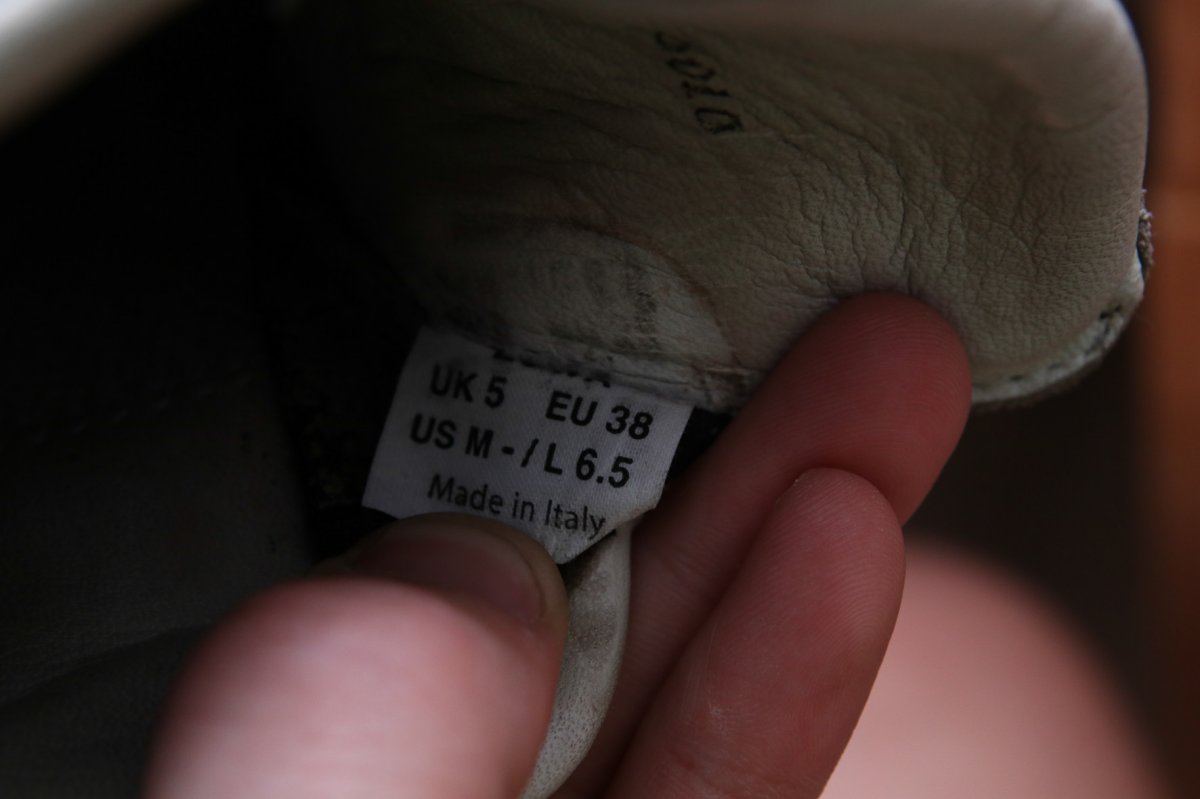 UK 5 EU 38
US M - / L 6.5
Made in Italy